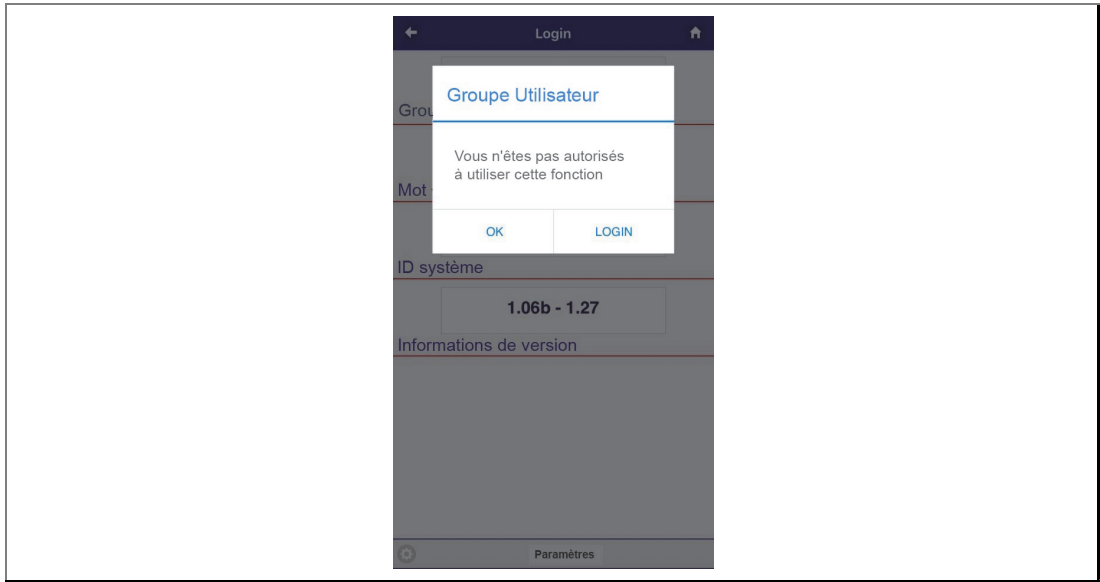 Login
Groupe Utilisateur
Grou
Vous n'êtes pas autorisés
à utiliser cette fonction
Mot
OK
LOGIN
ID système
1.06b - 1.27
Informations de version
Paramètres